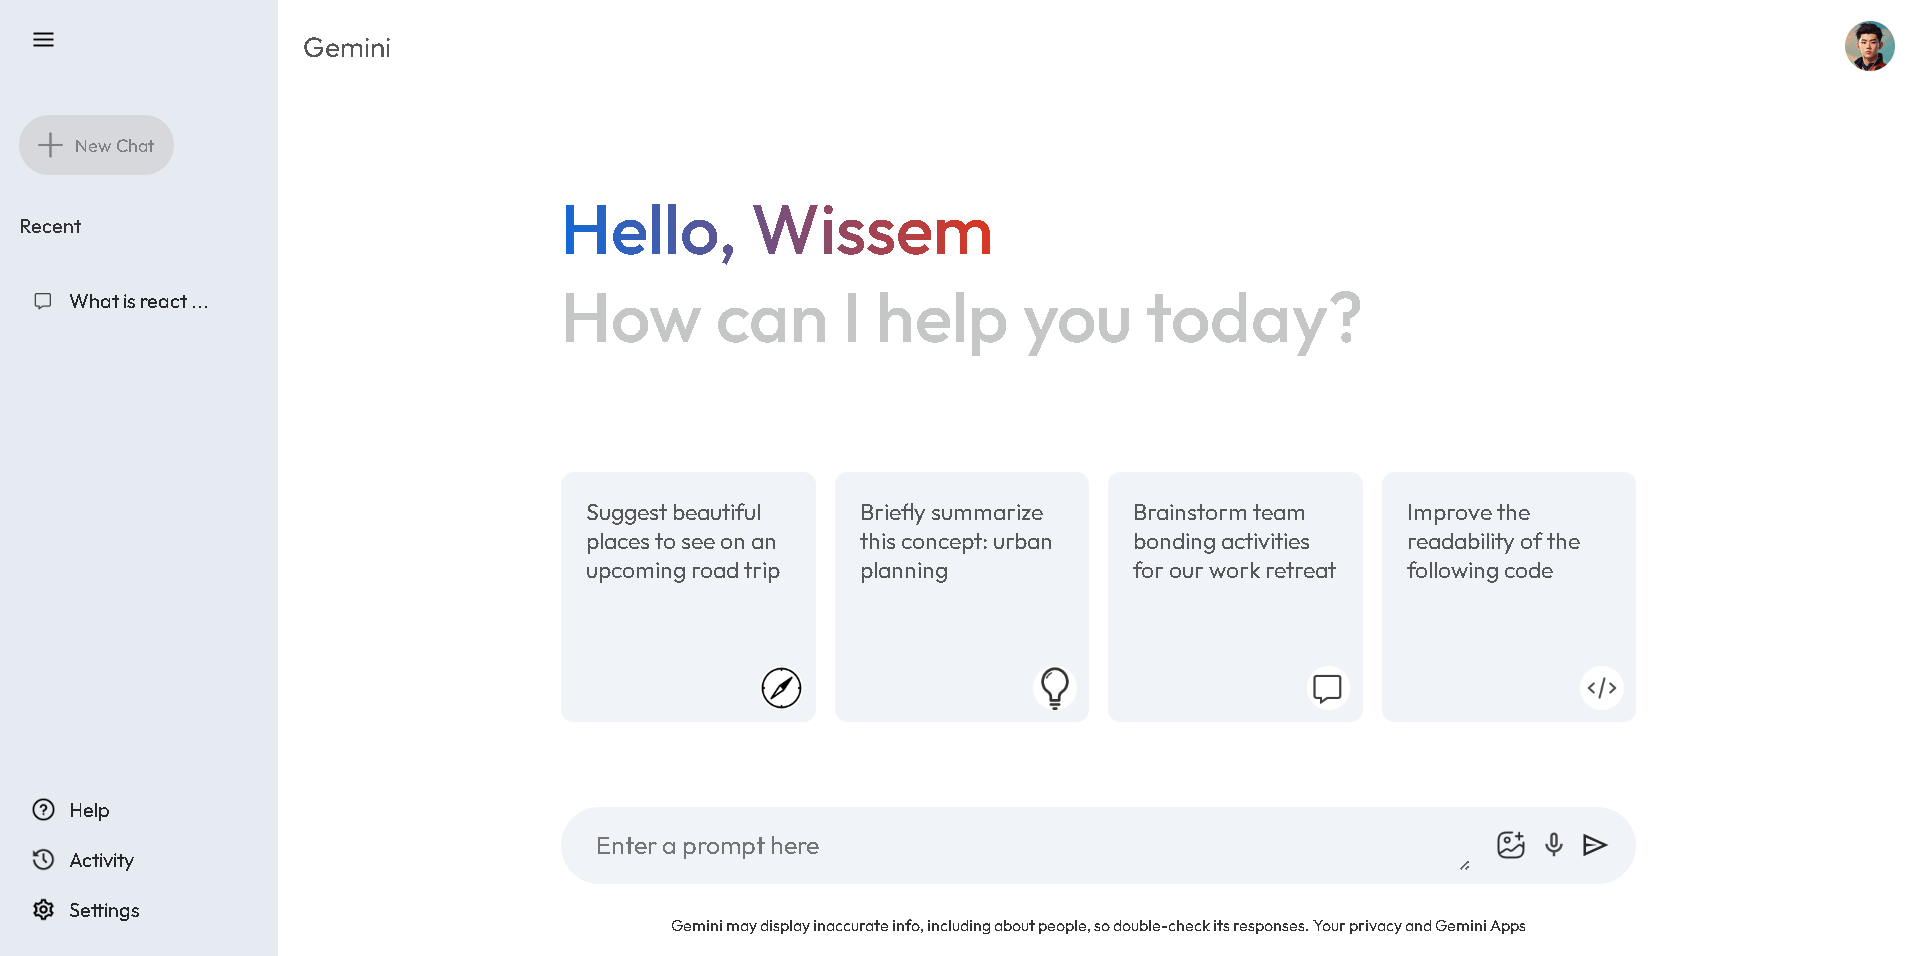 Gemini
New Chat
Recent
What is react ...
Hello, Wissem
How can I help you today?
Suggest beautiful
places to see on an
upcoming road trip
Briefly summarize
this concept: urban
planning
Brainstorm team
bonding activities
for our work retreat
Improve the
readability of the
following code
Help
Activity
Settings
Enter a prompt here
Gemini may display inaccurate info, including about people, so double-check its responses. Your privacy and Gemini Apps